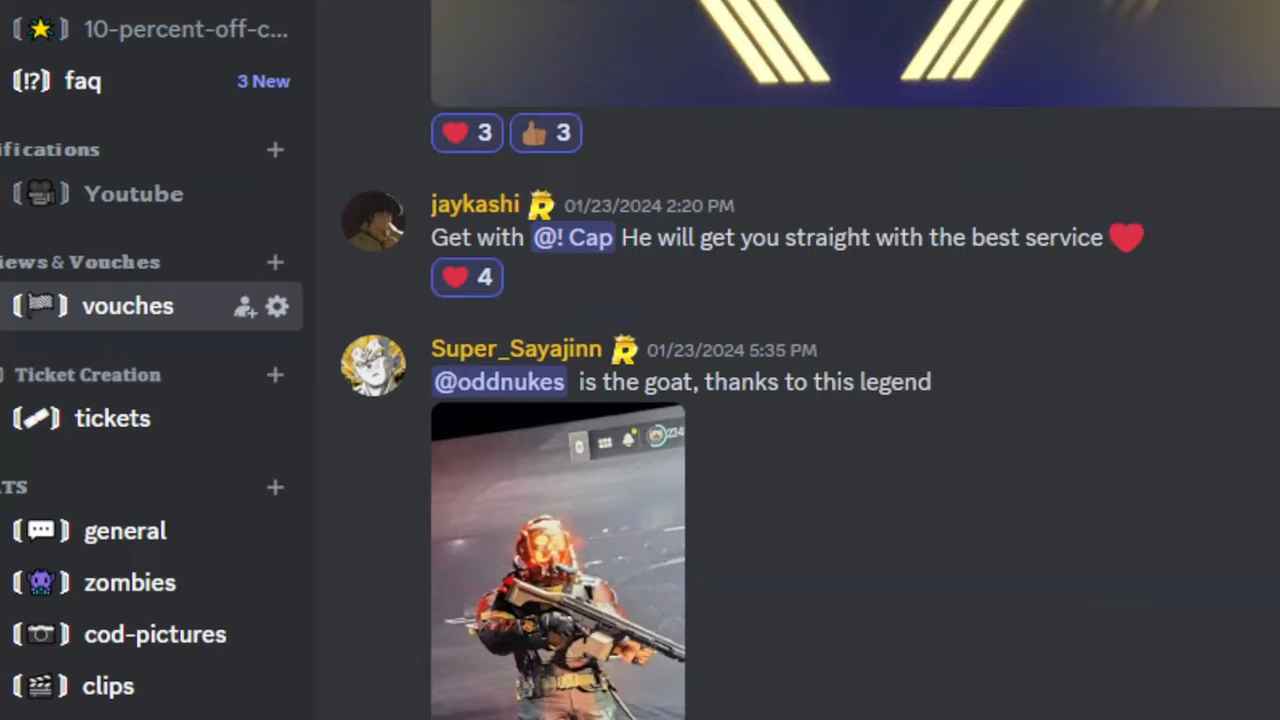 10-percent-off-c...
faq
3 New
ifications
Youtube
iews & Vouches
vouches
Ticket Creation
tickets
TS
general
zombies
cod-pictures
clips
3 3
jaykashi 01/23/2024 2:20 PM
Get with @! Cap He will get you straight with the best service
4
Super_Sayajinn 01/23/2024 5:35 PM
@oddnukes is the goat, thanks to this legend
234